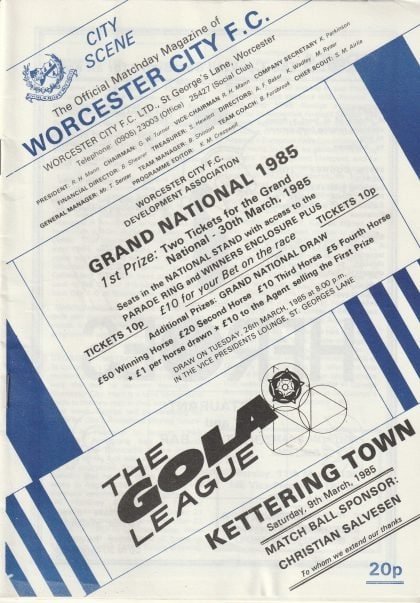 CITY
SCENE
The Official Matchday Magazine of
WORCESTER CITY F.C.
WORCESTER CITY F.C. LTD., St George's Lane, Worcester
Telephone: (0905) 23003 (Office) 25427 (Social Club)
PRESIDENT: R. H. Mann CHAIRMAN: G. W. Turner VICE-CHAIRMAN R. H. Mann COMPANY SECRETARY K. Parkinson
FINANCIAL DIRECTOR: B. TREASURER: S. Hewlett DIRECTORS: A. F. Baker K. Wadley M. Ryder
GENERAL MANAGER: Mr. T. Senter TEAM MANAGER: B. TEAM COACH: B. CHIEF SCOUT: S. M.
PROGRAMME EDITOR: K. M. Cresswell
WORCESTER CITY F.C.
DEVELOPMENT ASSOCIATION
GRAND NATIONAL 1985
1st Prize: Two Tickets for the Grand
National - 30th March, 1985
Seats in the NATIONAL STAND with access to the
PARADE RING and WINNERS ENCLOSURE PLUS
TICKETS 10p £10 for your Bet on the race TICKETS 10p
Additional Prizes: GRAND NATIONAL DRAW
£50 Winning Horse £20 Second Horse £10 Third Horse £5 Fourth Horse
* £1 per horse drawn * £10 to the Agent selling the First Prize
DRAW ON TUESDAY, 26th MARCH, 1985 at 8.00 p.m.
IN THE VICE PRESIDENTS LOUNGE, ST. GEORGES LANE
THE
GOLA
LEAGUE
KETTERING TOWN
Saturday, 9th March, 1985
MATCH BALL SPONSOR:
CHRISTIAN SALVESEN
To whom we extend our thanks
20p